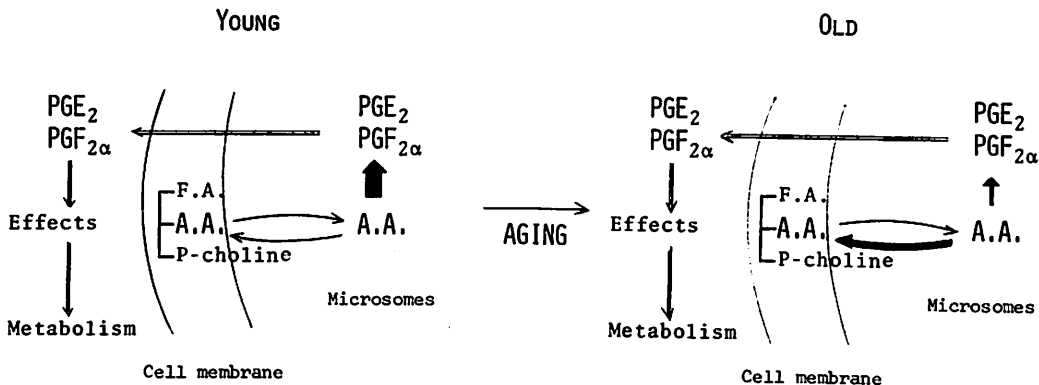 YOUNG
PGE2
PGF2α
PGE2
PGF2α
F.A.
Effects
A.A.
A.A.
P-choline
Microsomes
Metabolism
Cell membrane
AGING
OLD
PGE2
PGF2α
PGE2
PGF2α
F.A.
Effects
A.A.
A.A.
P-choline
Microsomes
Metabolism
Cell membrane